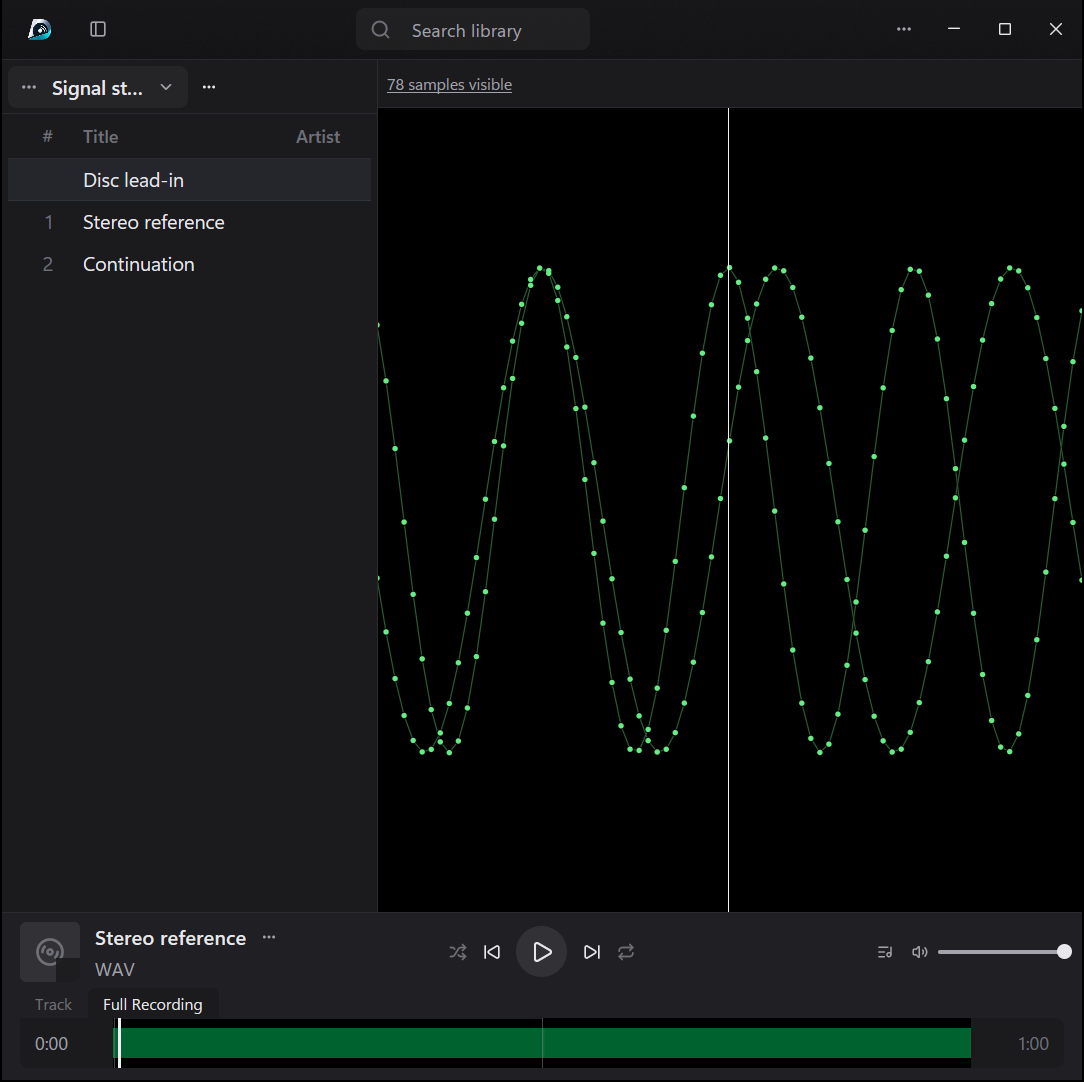 Search library
Signal st...
78 samples visible
# Title Artist
Disc lead-in
1 Stereo reference
2 Continuation
Stereo reference
WAV
Track Full Recording
0:00 1:00